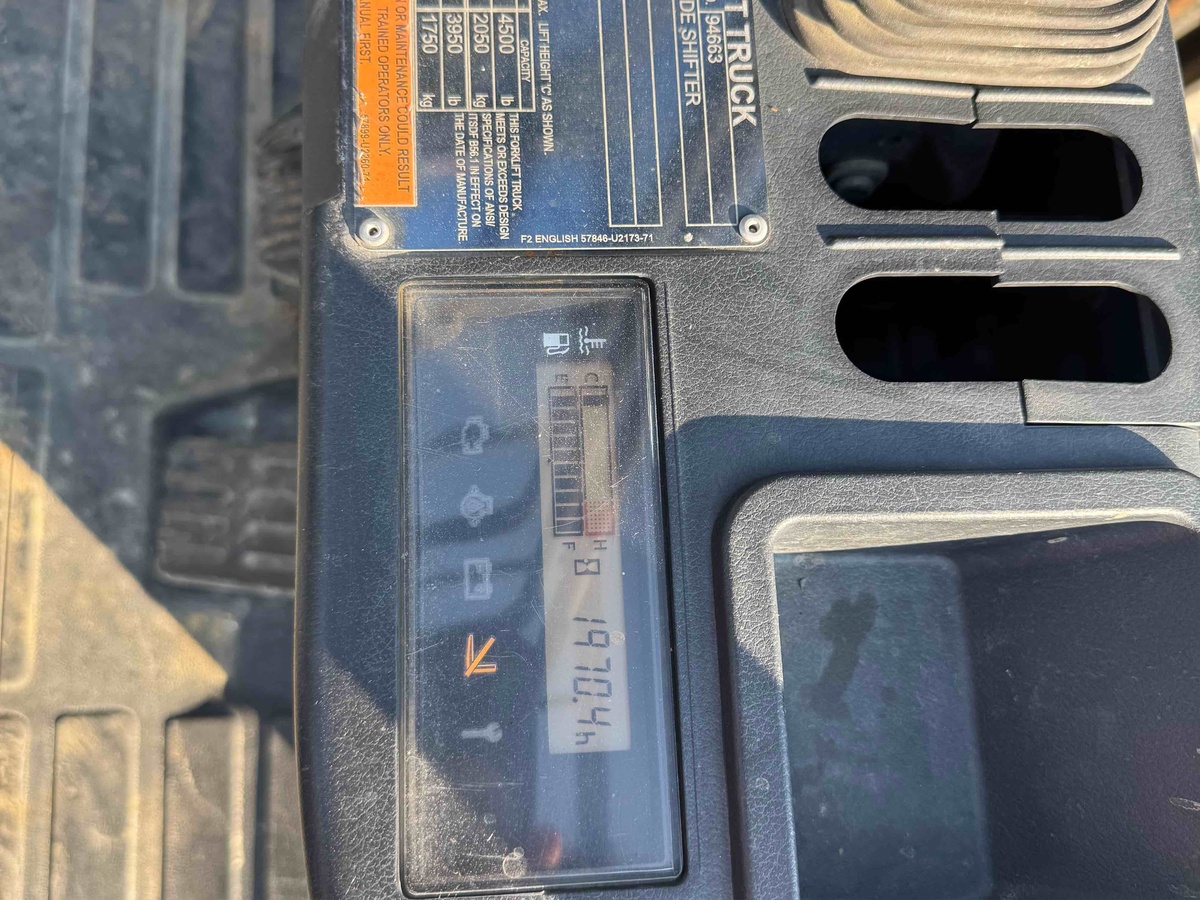 T TRUCK
. 94663
DE SHIFTER
AX. LIFT HEIGHT 'C' AS SHOWN.
CAPACITY
4500 lb
2050 kg
3950 lb
1750 kg
THIS FORKLIFT TRUCK
MEETS OR EXCEEDS DESIGN
SPECIFICATIONS OF ANSI/
ITSDF B56.1 IN EFFECT ON
THE DATE OF MANUFACTURE
F2 ENGLISH 57846-U2173-71
N OR MAINTENANCE COULD RESULT
TRAINED OPERATORS ONLY.
NUAL FIRST.
C H
E F
1970.4h